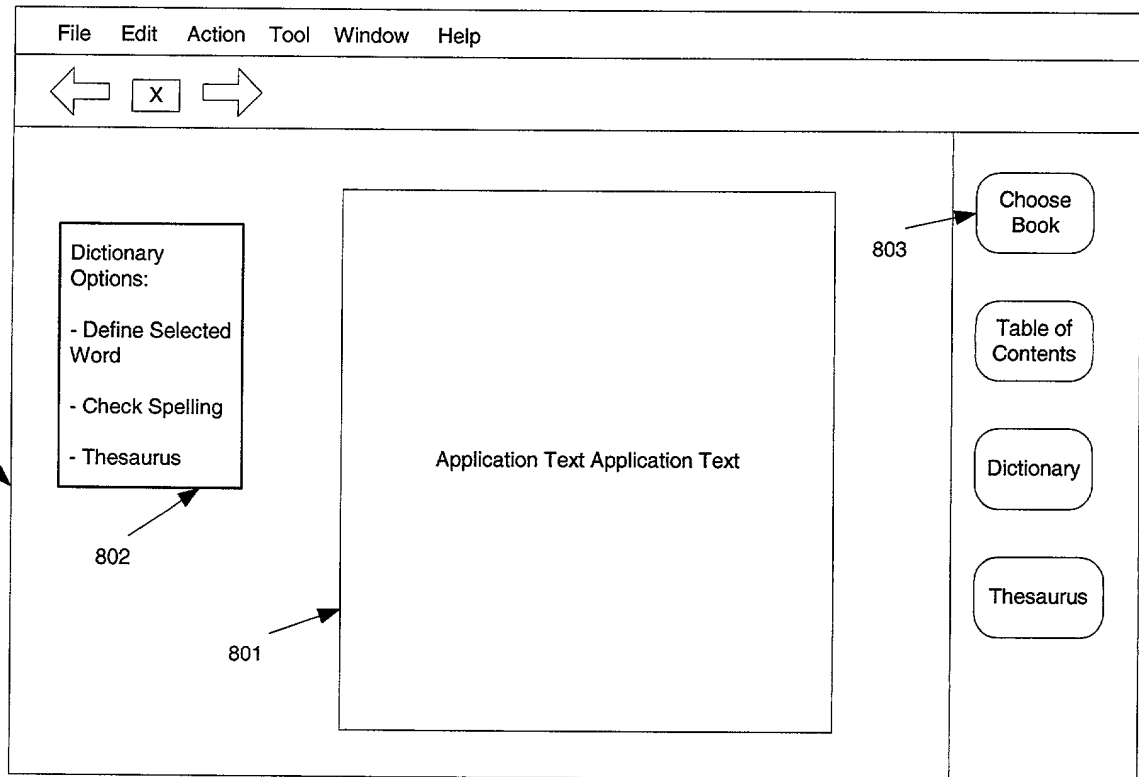 File Edit Action Tool Window Help
X
Dictionary
Options:
- Define Selected
Word
- Check Spelling
- Thesaurus
802
Application Text Application Text
801
803
Choose
Book
Table of
Contents
Dictionary
Thesaurus